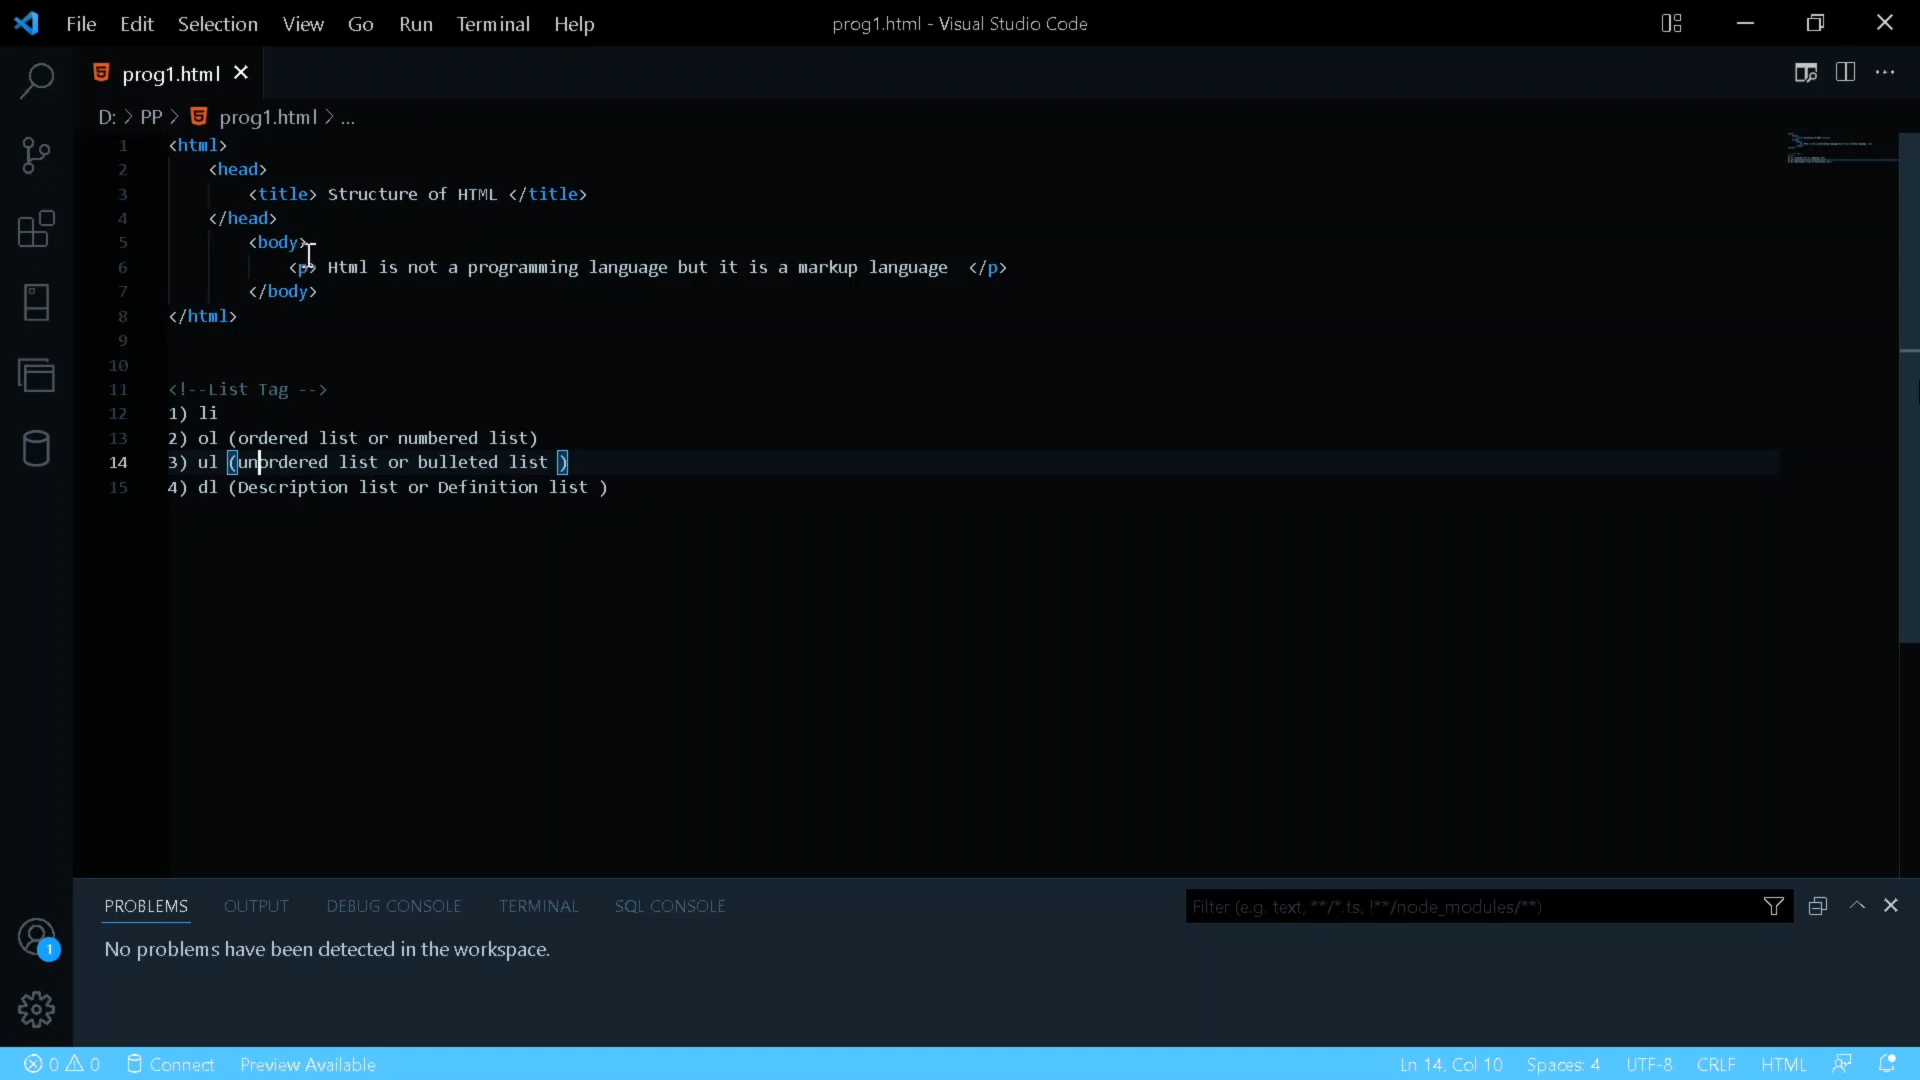 File Edit Selection View Go Run Terminal Help prog1.html - Visual Studio Code
prog1.html
D: > PP > prog1.html > ...
1 <html>
2 <head>
3 <title> Structure of HTML </title>
4 </head>
5 <body>
6 <p> Html is not a programming language but it is a markup language </p>
7 </body>
8 </html>
9
10
11 <!--List Tag -->
12 1) li
13 2) ol (ordered list or numbered list)
14 3) ul (unordered list or bulleted list )
15 4) dl (Description list or Definition list )
PROBLEMS OUTPUT DEBUG CONSOLE TERMINAL SQL CONSOLE Filter (e.g. text, **/*.ts, !**/node_modules/**)
No problems have been detected in the workspace.
1
0 0 Connect Preview Available Ln 14, Col 10 Spaces: 4 UTF-8 CRLF HTML